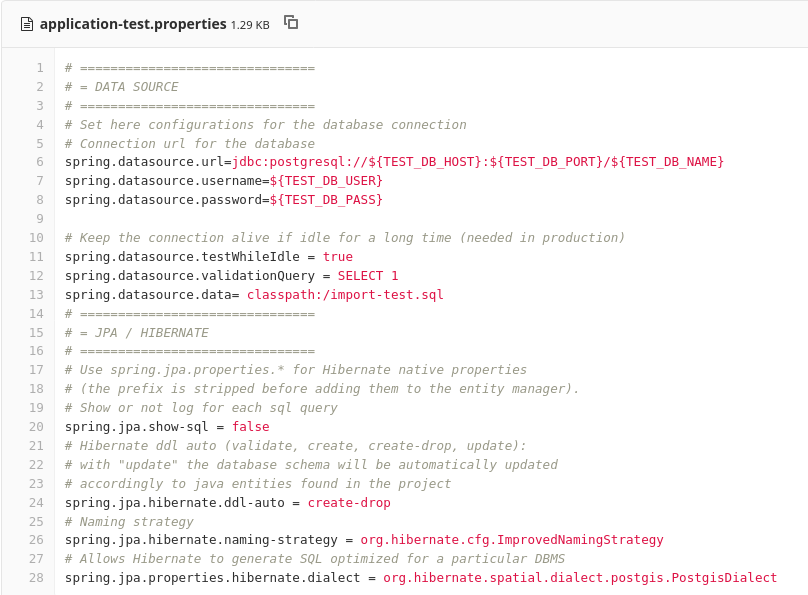 application-test.properties 1.29 KB
1 # ===============================
2 # = DATA SOURCE
3 # ===============================
4 # Set here configurations for the database connection
5 # Connection url for the database
6 spring.datasource.url=jdbc:postgresql://${TEST_DB_HOST}:${TEST_DB_PORT}/${TEST_DB_NAME}
7 spring.datasource.username=${TEST_DB_USER}
8 spring.datasource.password=${TEST_DB_PASS}
9
10 # Keep the connection alive if idle for a long time (needed in production)
11 spring.datasource.testWhileIdle = true
12 spring.datasource.validationQuery = SELECT 1
13 spring.datasource.data= classpath:/import-test.sql
14 # ===============================
15 # = JPA / HIBERNATE
16 # ===============================
17 # Use spring.jpa.properties.* for Hibernate native properties
18 # (the prefix is stripped before adding them to the entity manager).
19 # Show or not log for each sql query
20 spring.jpa.show-sql = false
21 # Hibernate ddl auto (validate, create, create-drop, update):
22 # with "update" the database schema will be automatically updated
23 # accordingly to java entities found in the project
24 spring.jpa.hibernate.ddl-auto = create-drop
25 # Naming strategy
26 spring.jpa.hibernate.naming-strategy = org.hibernate.cfg.ImprovedNamingStrategy
27 # Allows Hibernate to generate SQL optimized for a particular DBMS
28 spring.jpa.properties.hibernate.dialect = org.hibernate.spatial.dialect.postgis.PostgisDialect